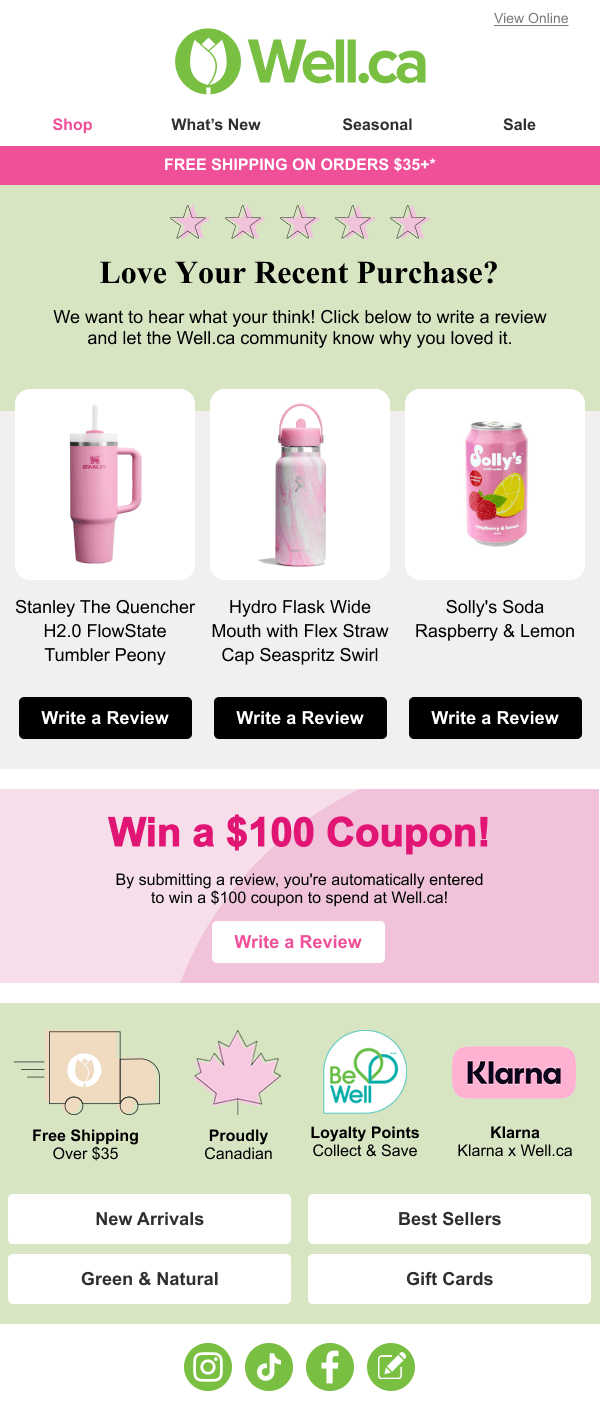 View Online
Well.ca
Shop What's New Seasonal Sale
FREE SHIPPING ON ORDERS $35+*
Love Your Recent Purchase?
We want to hear what your think! Click below to write a review
and let the Well.ca community know why you loved it.
STANLEY
Solly's
raspberry & lemon
Stanley The Quencher
H2.0 FlowState
Tumbler Peony
Hydro Flask Wide
Mouth with Flex Straw
Cap Seaspritz Swirl
Solly's Soda
Raspberry & Lemon
Write a Review Write a Review Write a Review
Win a $100 Coupon!
By submitting a review, you're automatically entered
to win a $100 coupon to spend at Well.ca!
Write a Review
Be
Well
Klarna
Free Shipping
Over $35
Proudly
Canadian
Loyalty Points
Collect & Save
Klarna
Klarna x Well.ca
New Arrivals Best Sellers
Green & Natural Gift Cards